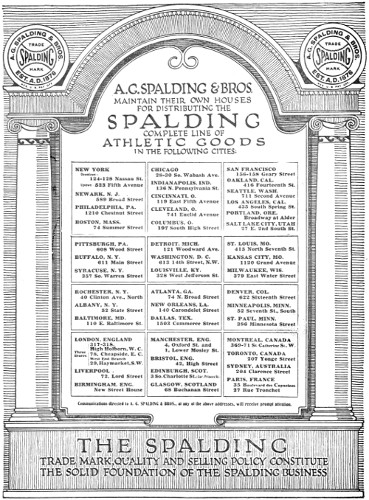 A.G. SPALDING & BROS.
TRADE
SPALDING
MARK
EST. A.D. 1876
A.G. SPALDING & BROS.
TRADE
SPALDING
MARK
EST. A.D. 1876
A.G. SPALDING & BROS.
MAINTAIN THEIR OWN HOUSES
FOR DISTRIBUTING THE
SPALDING
COMPLETE LINE OF
ATHLETIC GOODS
IN THE FOLLOWING CITIES:
NEW YORK
124-128 Nassau St.
523 Fifth Avenue
NEWARK, N. J.
589 Broad Street
PHILADELPHIA, PA.
1210 Chestnut Street
BOSTON, MASS.
74 Summer Street
CHICAGO
28-30 So. Wabash Ave.
INDIANAPOLIS, IND.
136 N. Pennsylvania St.
CINCINNATI, O.
119 East Fifth Avenue
CLEVELAND, O.
741 Euclid Avenue
COLUMBUS, O.
197 South High Street
SAN FRANCISCO
156-158 Geary Street
OAKLAND, CAL.
416 Fourteenth St.
SEATTLE, WASH.
711 Second Avenue
LOS ANGELES, CAL.
435 South Spring St.
PORTLAND, ORE.
Broadway at Alder
SALT LAKE CITY, UTAH
27 E. 2nd South St.
PITTSBURGH, PA.
608 Wood Street
BUFFALO, N. Y.
611 Main Street
SYRACUSE, N. Y.
357 So. Warren Street
DETROIT, MICH.
121 Woodward Ave.
WASHINGTON, D. C.
613 14th Street, N.W.
LOUISVILLE, KY.
328 West Jefferson St.
ST. LOUIS, MO.
415 North Seventh St.
KANSAS CITY, MO.
1120 Grand Avenue
MILWAUKEE, WIS.
379 East Water Street
ROCHESTER, N. Y.
40 Clinton Ave., North
ALBANY, N. Y.
52 State Street
BALTIMORE, MD.
110 E. Baltimore St.
ATLANTA, GA.
74 N. Broad Street
NEW ORLEANS, LA.
140 Carondelet Street
DALLAS, TEX.
1503 Commerce Street
DENVER, COL.
622 Sixteenth Street
MINNEAPOLIS, MINN.
52 Seventh St., South
ST. PAUL, MINN.
386 Minnesota Street
LONDON, ENGLAND
317-318, High Holborn, W. C.
78, Cheapside, E. C.
29, Haymarket, S.W.
LIVERPOOL
72, Lord Street
BIRMINGHAM, ENG.
New Street House
MANCHESTER, ENG.
4, Oxford St. and
1, Lower Mosley St.
BRISTOL, ENG.
42, High Street
EDINBURGH, SCOT.
3 So. Charlotte St.
GLASGOW, SCOTLAND
68 Buchanan Street
MONTREAL, CANADA
369-71 St. Catherine St., W.
TORONTO, CANADA
207 Yonge Street
SYDNEY, AUSTRALIA
204 Clarence Street
PARIS, FRANCE
27 Rue Tronchet
Communications directed to A. G. SPALDING & BROS., at any of the above addresses, will receive prompt attention.
THE SPALDING
TRADE MARK, QUALITY AND SELLING POLICY CONSTITUTE
THE SOLID FOUNDATION OF THE SPALDING BUSINESS